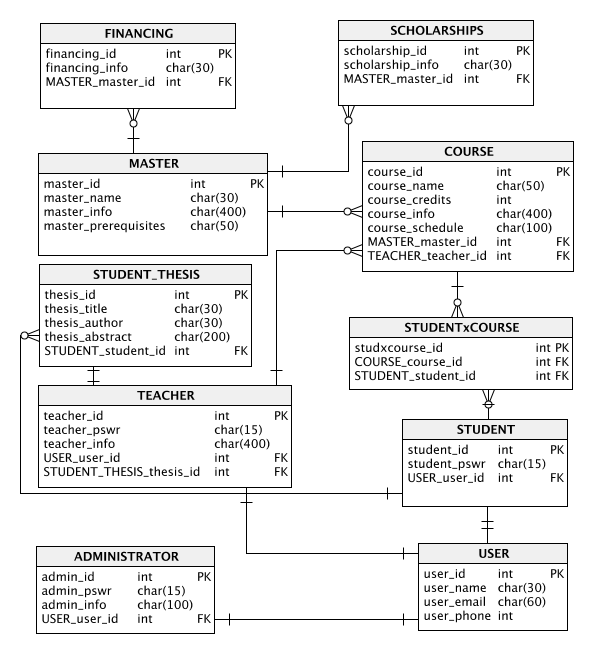 FINANCING
financing_id int PK
financing_info char(30)
MASTER_master_id int FK
SCHOLARSHIPS
scholarship_id int PK
scholarship_info char(30)
MASTER_master_id int FK
MASTER
master_id int PK
master_name char(30)
master_info char(400)
master_prerequisites char(50)
COURSE
course_id int PK
course_name char(50)
course_credits int
course_info char(400)
course_schedule char(100)
MASTER_master_id int FK
TEACHER_teacher_id int FK
STUDENT_THESIS
thesis_id int PK
thesis_title char(30)
thesis_author char(30)
thesis_abstract char(200)
STUDENT_student_id int FK
STUDENTxCOURSE
studxcourse_id int PK
COURSE_course_id int FK
STUDENT_student_id int FK
TEACHER
teacher_id int PK
teacher_pswr char(15)
teacher_info char(400)
USER_user_id int FK
STUDENT_THESIS_thesis_id int FK
STUDENT
student_id int PK
student_pswr char(15)
USER_user_id int FK
ADMINISTRATOR
admin_id int PK
admin_pswr char(15)
admin_info char(100)
USER_user_id int FK
USER
user_id int PK
user_name char(30)
user_email char(60)
user_phone int